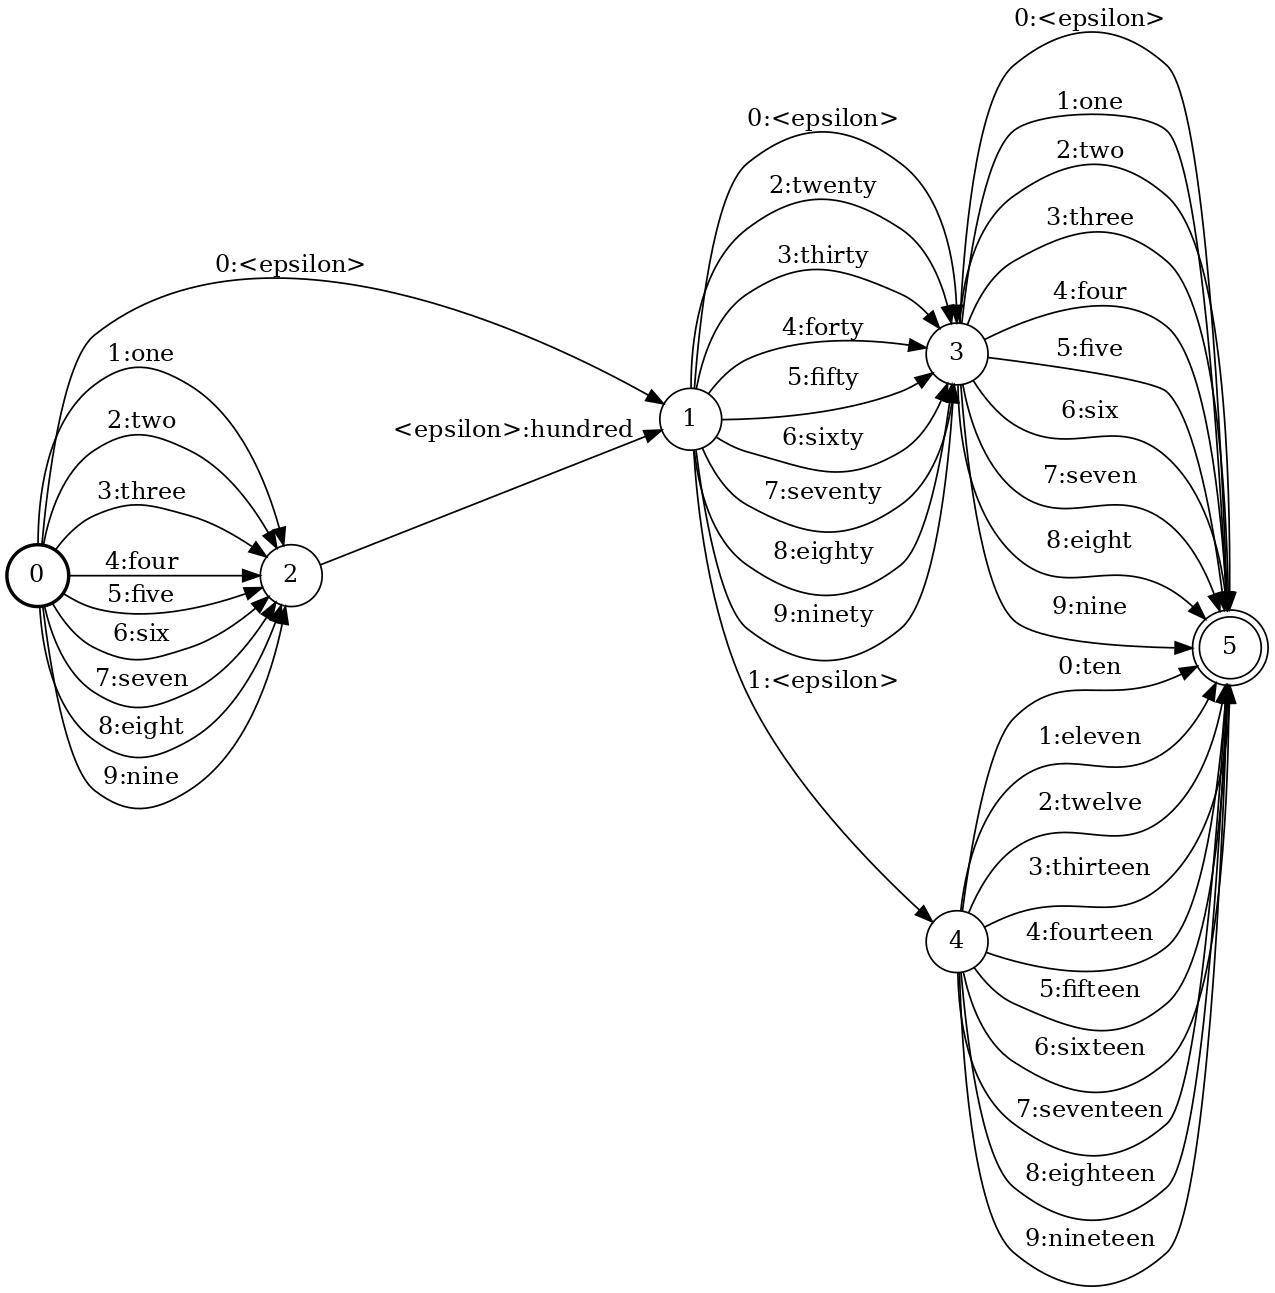 0:<epsilon>
1:one
2:two
3:three
4:four
5:five
6:six
7:seven
8:eight
9:nine
0
2
<epsilon>:hundred
1
0:<epsilon>
2:twenty
3:thirty
4:forty
5:fifty
6:sixty
7:seventy
8:eighty
9:ninety
1:<epsilon>
3
4
0:<epsilon>
1:one
2:two
3:three
4:four
5:five
6:six
7:seven
8:eight
9:nine
0:ten
1:eleven
2:twelve
3:thirteen
4:fourteen
5:fifteen
6:sixteen
7:seventeen
8:eighteen
9:nineteen
5